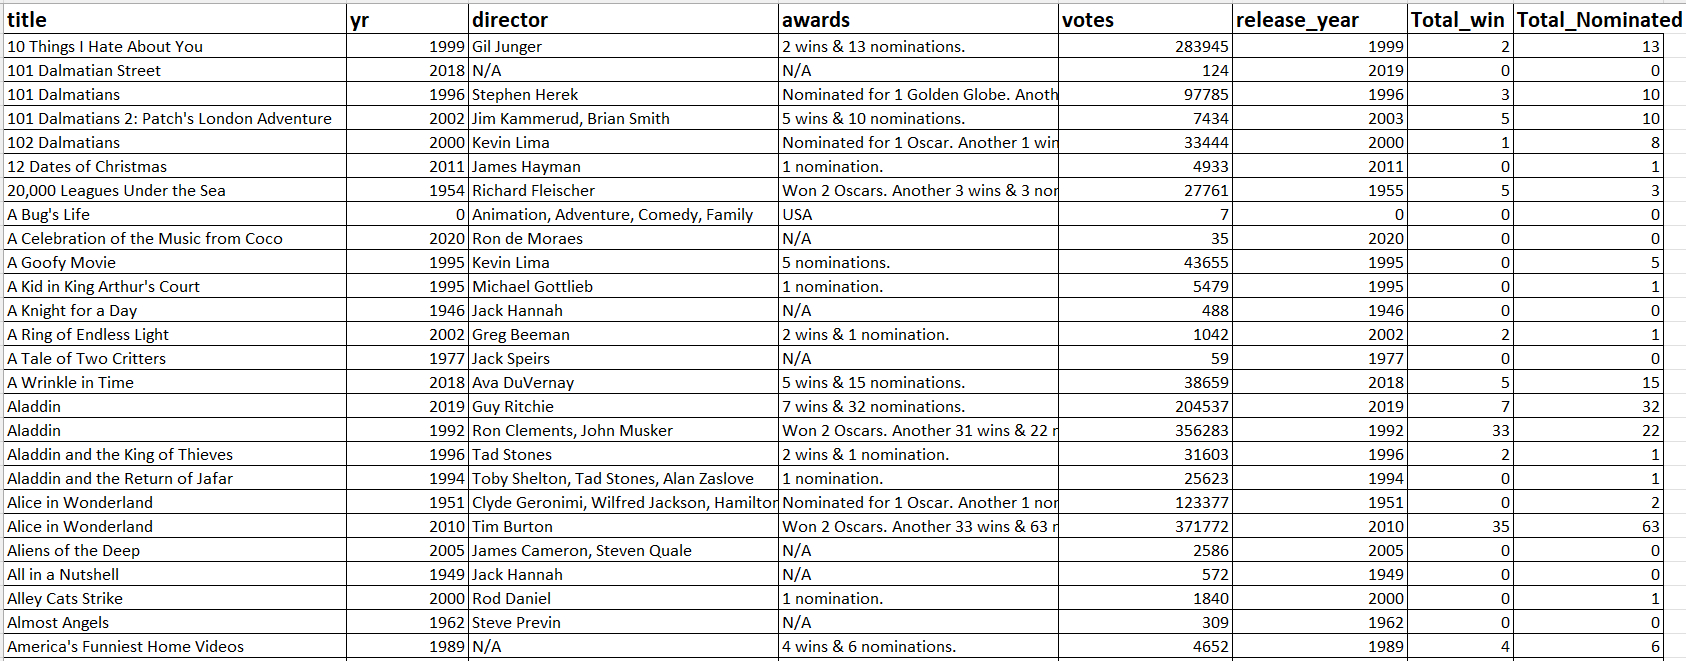 title yr director awards votes release_year Total_win Total_Nominated
10 Things I Hate About You 1999 Gil Junger 2 wins & 13 nominations. 283945 1999 2 13
101 Dalmatian Street 2018 N/A N/A 124 2019 0 0
101 Dalmatians 1996 Stephen Herek Nominated for 1 Golden Globe. Anoth 97785 1996 3 10
101 Dalmatians 2: Patch's London Adventure 2002 Jim Kammerud, Brian Smith 5 wins & 10 nominations. 7434 2003 5 10
102 Dalmatians 2000 Kevin Lima Nominated for 1 Oscar. Another 1 win 33444 2000 1 8
12 Dates of Christmas 2011 James Hayman 1 nomination. 4933 2011 0 1
20,000 Leagues Under the Sea 1954 Richard Fleischer Won 2 Oscars. Another 3 wins & 3 nor 27761 1955 5 3
A Bug's Life 0 Animation, Adventure, Comedy, Family USA 7 0 0 0
A Celebration of the Music from Coco 2020 Ron de Moraes N/A 35 2020 0 0
A Goofy Movie 1995 Kevin Lima 5 nominations. 43655 1995 0 5
A Kid in King Arthur's Court 1995 Michael Gottlieb 1 nomination. 5479 1995 0 1
A Knight for a Day 1946 Jack Hannah N/A 488 1946 0 0
A Ring of Endless Light 2002 Greg Beeman 2 wins & 1 nomination. 1042 2002 2 1
A Tale of Two Critters 1977 Jack Speirs N/A 59 1977 0 0
A Wrinkle in Time 2018 Ava DuVernay 5 wins & 15 nominations. 38659 2018 5 15
Aladdin 2019 Guy Ritchie 7 wins & 32 nominations. 204537 2019 7 32
Aladdin 1992 Ron Clements, John Musker Won 2 Oscars. Another 31 wins & 22 r 356283 1992 33 22
Aladdin and the King of Thieves 1996 Tad Stones 2 wins & 1 nomination. 31603 1996 2 1
Aladdin and the Return of Jafar 1994 Toby Shelton, Tad Stones, Alan Zaslove 1 nomination. 25623 1994 0 1
Alice in Wonderland 1951 Clyde Geronimi, Wilfred Jackson, Hamilton Nominated for 1 Oscar. Another 1 nor 123377 1951 0 2
Alice in Wonderland 2010 Tim Burton Won 2 Oscars. Another 33 wins & 63 r 371772 2010 35 63
Aliens of the Deep 2005 James Cameron, Steven Quale N/A 2586 2005 0 0
All in a Nutshell 1949 Jack Hannah N/A 572 1949 0 0
Alley Cats Strike 2000 Rod Daniel 1 nomination. 1840 2000 0 1
Almost Angels 1962 Steve Previn N/A 309 1962 0 0
America's Funniest Home Videos 1989 N/A 4 wins & 6 nominations. 4652 1989 4 6